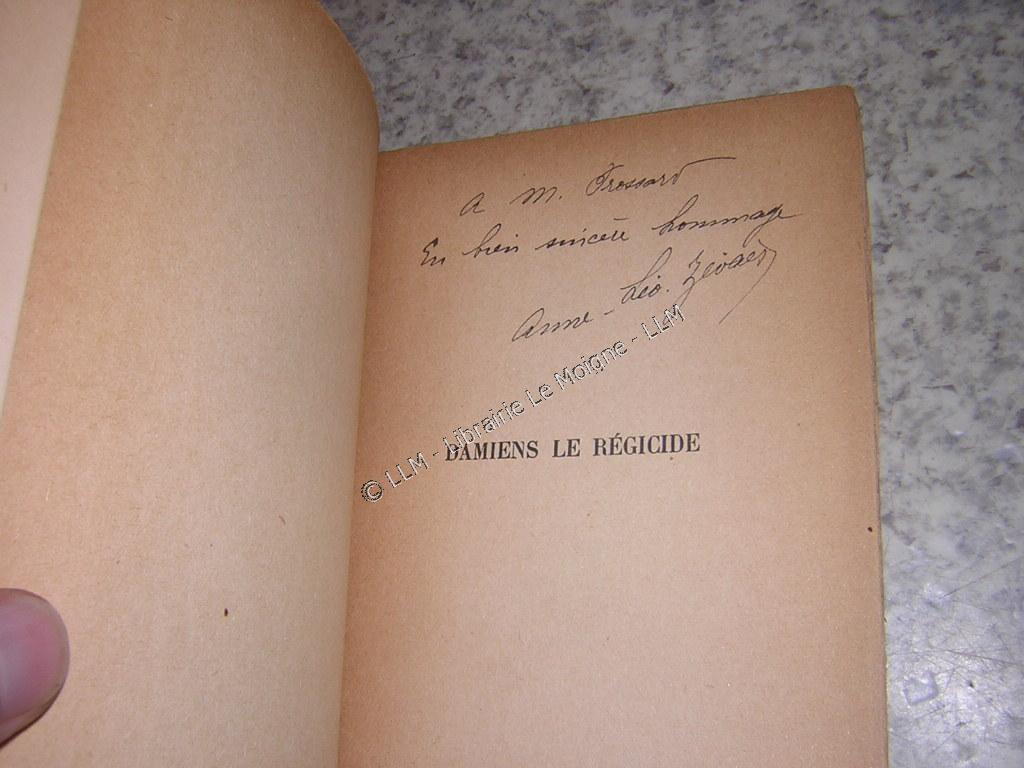 A M. Frossard
En bien sincère hommage
Anne-Léo. Zévaès
DAMIENS LE RÉGICIDE
© LLM - Librairie Le Moigne - LLM